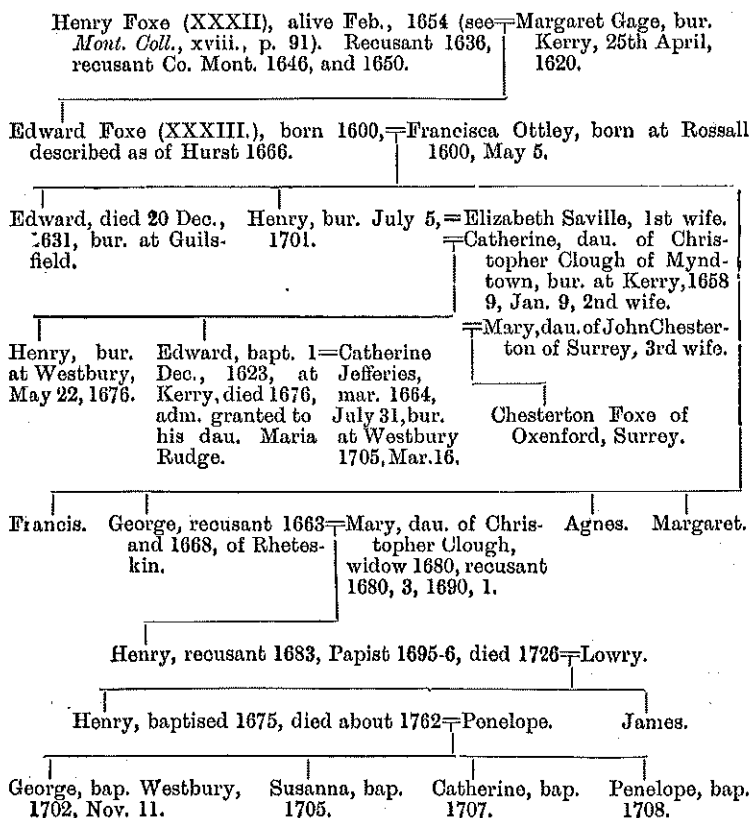 Henry Foxe (XXXII), alive Feb., 1654 (see
Mont. Coll., xviii., p. 91). Recusant 1636,
recusant Co. Mont. 1646, and 1650.
Margaret Gage, bur.
Kerry, 25th April,
1620.
Edward Foxe (XXXIII.), born 1600,
described as of Hurst 1666.
Francisca Ottley, born at Rossall
1600, May 5.
Edward, died 20 Dec.,
1631, bur. at Guils-
field.
Henry, bur. July 5,
1701.
Elizabeth Saville, 1st wife.
Catherine, dau. of Chris-
topher Clough of Mynd-
town, bur. at Kerry, 1658
9, Jan. 9, 2nd wife.
Mary, dau. of John Chester-
ton of Surrey, 3rd wife.
Henry, bur.
at Westbury,
May 22, 1676.
Edward, bapt. 1
Dec., 1623, at
Kerry, died 1676,
adm. granted to
his dau. Maria
Rudge.
Catherine
Jefferies,
mar. 1664,
July 31, bur.
at Westbury
1705, Mar. 16.
Chesterton Foxe of
Oxenford, Surrey.
Francis.
George, recusant 1663
and 1668, of Rhetes-
kin.
Mary, dau. of Chris-
topher Clough,
widow 1680, recusant
1680, 3, 1690, 1.
Agnes.
Margaret.
Henry, recusant 1683, Papist 1695-6, died 1726
Lowry.
Henry, baptised 1675, died about 1762
Penelope.
James.
George, bap. Westbury,
1702, Nov. 11.
Susanna, bap.
1705.
Catherine, bap.
1707.
Penelope, bap.
1708.